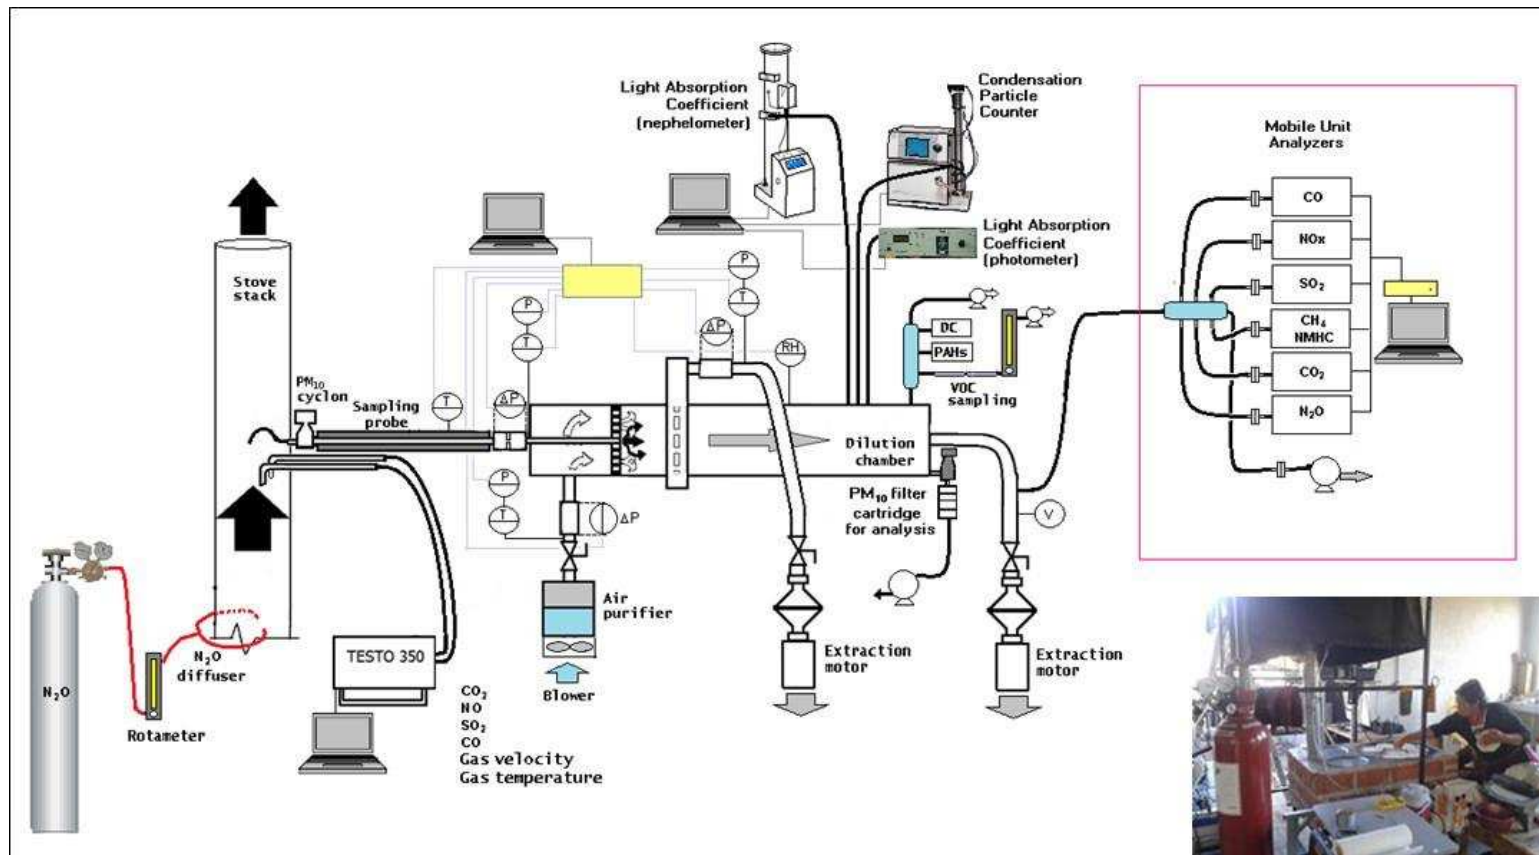 Light Absorption
Coefficient
(nephelometer)
Condensation
Particle
Counter
Light Absorption
Coefficient
(photometer)
Mobile Unit
Analyzers
CO
NOx
SO₂
CH₄
NMHC
CO₂
N₂O
Stove
stack
PM₁₀
cyclon
Sampling
probe
T
ΔP
P
T
P
T
ΔP
RH
P
T
ΔP
DC
PAHs
VOC
sampling
Dilution
chamber
PM₁₀ filter
cartridge
for analysis
V
Air
purifier
Blower
Extraction
motor
Extraction
motor
N₂O
N₂O
diffuser
Rotameter
TESTO 350
CO₂
NO
SO₂
CO
Gas velocity
Gas temperature